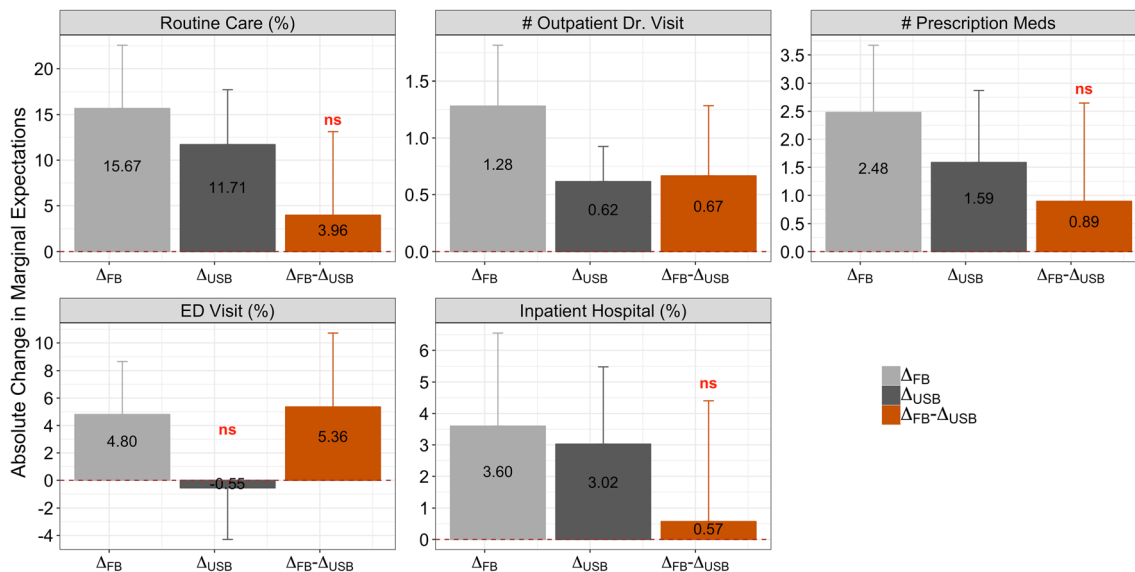 Routine Care (%)
# Outpatient Dr. Visit
# Prescription Meds
Absolute Change in Marginal Expectations
20
15
10
5
0
15.67
11.71
ns
3.96
ΔFB
ΔUSB
ΔFB-ΔUSB
1.5
1.0
0.5
0.0
1.28
0.62
0.67
ΔFB
ΔUSB
ΔFB-ΔUSB
3.5
3.0
2.5
2.0
1.5
1.0
0.5
0.0
2.48
1.59
ns
0.89
ΔFB
ΔUSB
ΔFB-ΔUSB
ED Visit (%)
10
8
6
4
2
0
-2
-4
4.80
ns
-0.55
5.36
ΔFB
ΔUSB
ΔFB-ΔUSB
Inpatient Hospital (%)
6
5
4
3
2
1
0
3.60
3.02
ns
0.57
ΔFB
ΔUSB
ΔFB-ΔUSB
ΔFB
ΔUSB
ΔFB-ΔUSB